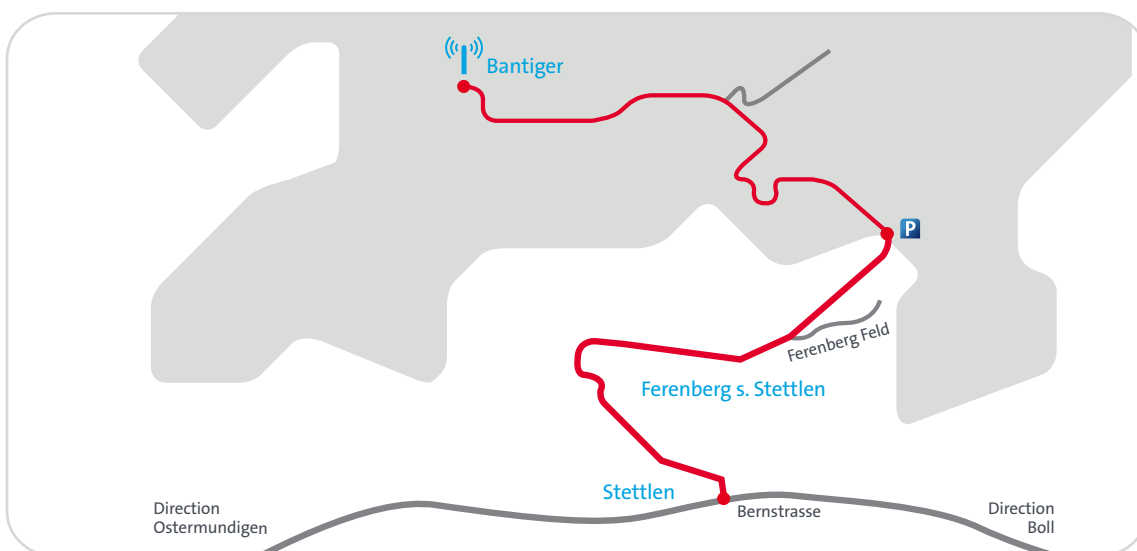 Bantiger
P
Ferenberg Feld
Ferenberg s. Stettlen
Stettlen
Bernstrasse
Direction
Ostermundigen
Direction
Boll